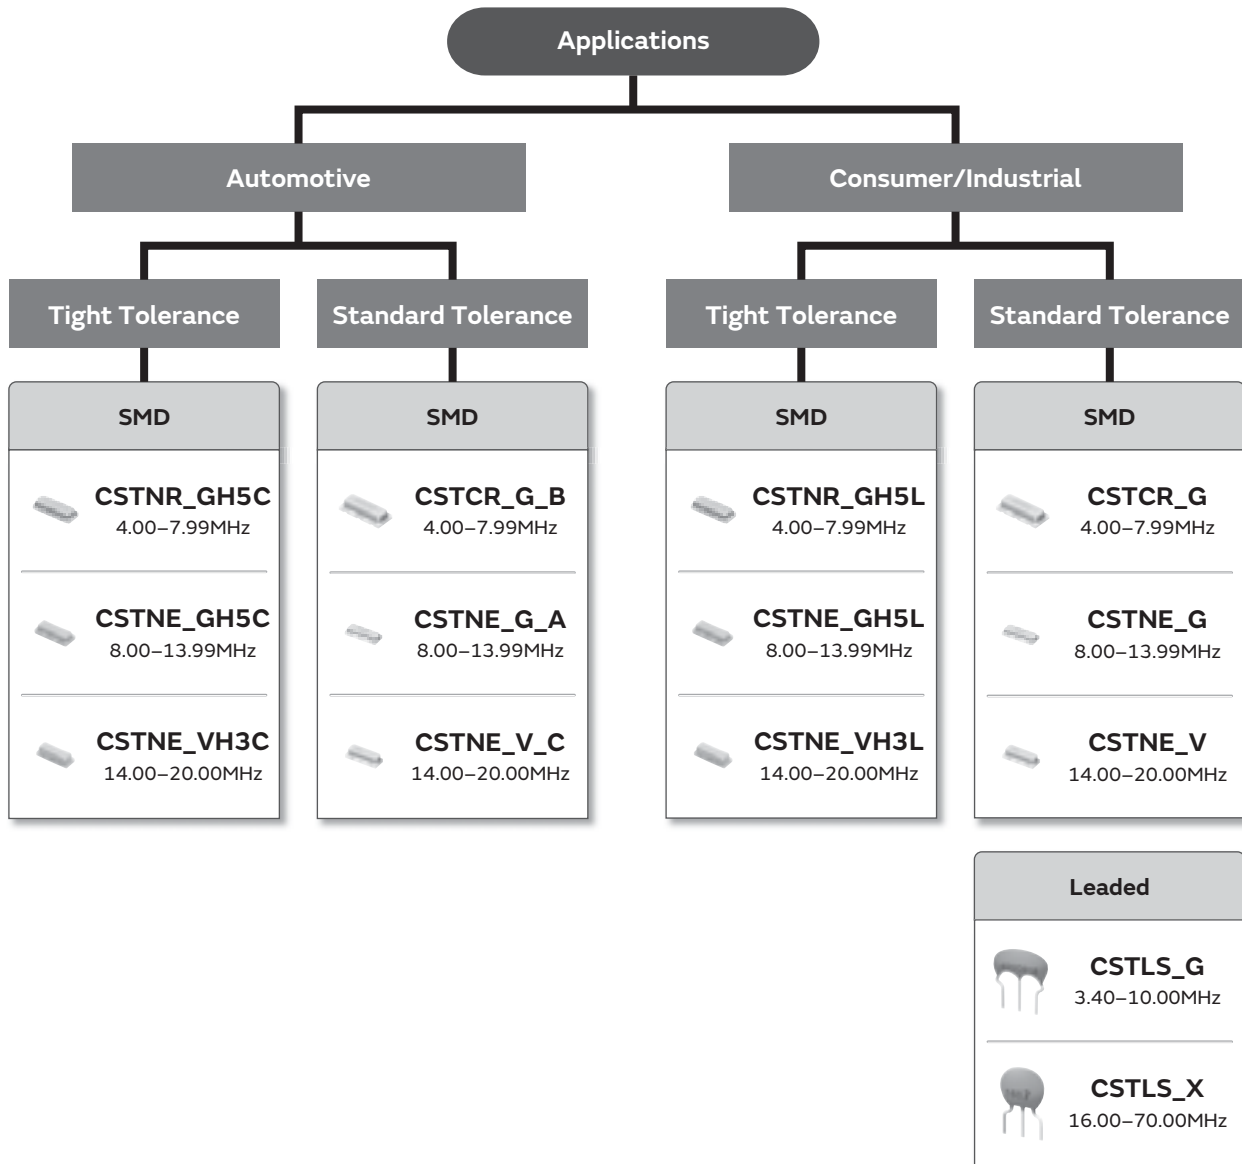 Applications
Automotive
Consumer/Industrial
Tight Tolerance
Standard Tolerance
Tight Tolerance
Standard Tolerance
SMD
CSTNR_GH5C
4.00–7.99MHz
CSTNE_GH5C
8.00–13.99MHz
CSTNE_VH3C
14.00–20.00MHz
SMD
CSTCR_G_B
4.00–7.99MHz
CSTNE_G_A
8.00–13.99MHz
CSTNE_V_C
14.00–20.00MHz
SMD
CSTNR_GH5L
4.00–7.99MHz
CSTNE_GH5L
8.00–13.99MHz
CSTNE_VH3L
14.00–20.00MHz
SMD
CSTCR_G
4.00–7.99MHz
CSTNE_G
8.00–13.99MHz
CSTNE_V
14.00–20.00MHz
Leaded
CSTLS_G
3.40–10.00MHz
CSTLS_X
16.00–70.00MHz